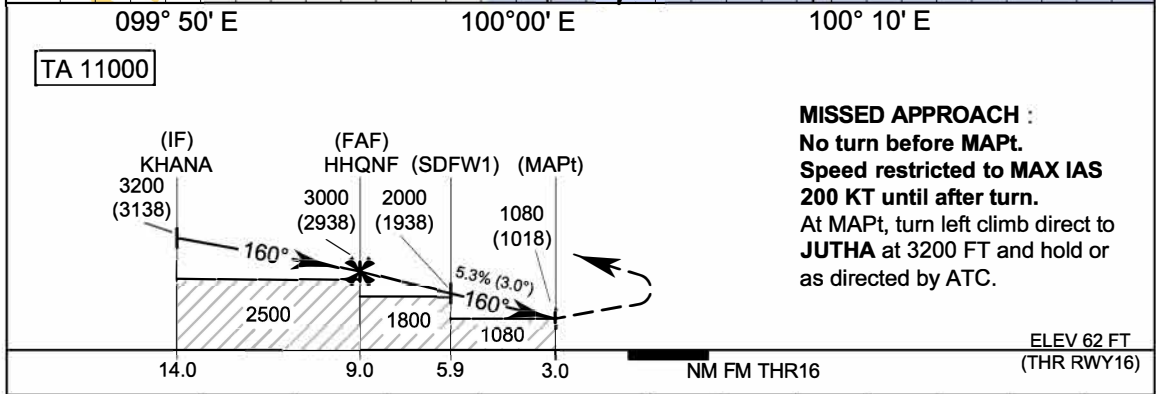 099° 50' E 100° 00' E 100° 10' E
TA 11000
(IF)
KHANA
3200
(3138)
(FAF)
HHQNF
3000
(2938)
(SDFW1)
2000
(1938)
(MAPt)
1080
(1018)
160°
5.3% (3.0°)
160°
2500
1800
1080
14.0 9.0 5.9 3.0 NM FM THR16
MISSED APPROACH :
No turn before MAPt.
Speed restricted to MAX IAS
200 KT until after turn.
At MAPt, turn left climb direct to
JUTHA at 3200 FT and hold or
as directed by ATC.
ELEV 62 FT
(THR RWY16)